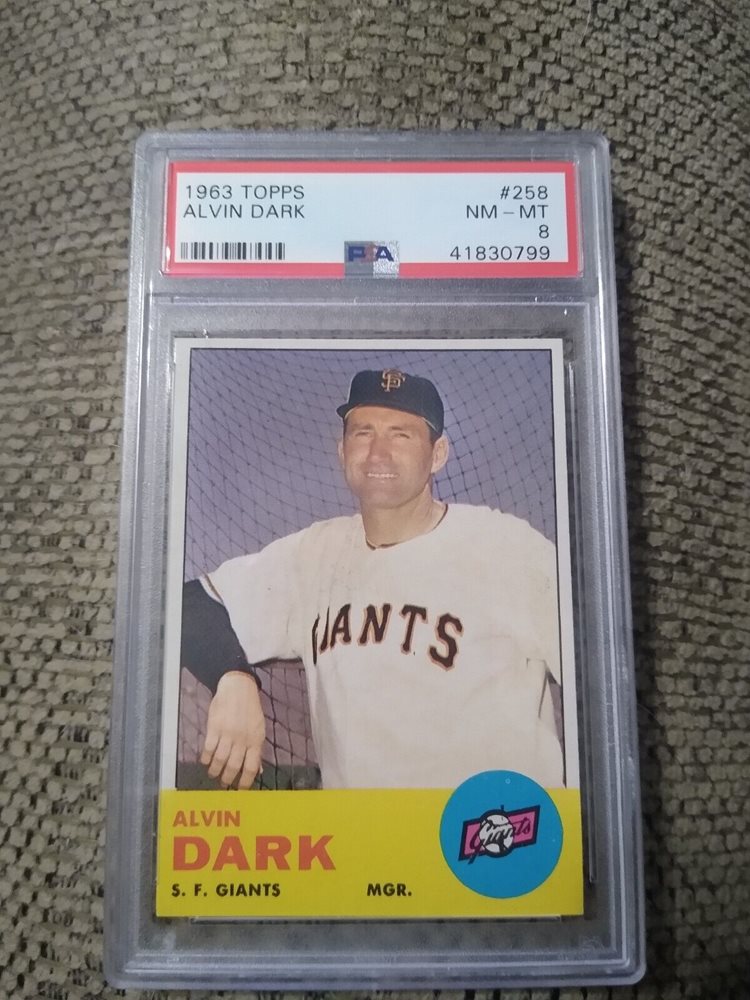 1963 TOPPS #258
ALVIN DARK NM - MT
8
41830799
PSA
SF
GIANTS
ALVIN
DARK
S. F. GIANTS MGR.
Giants